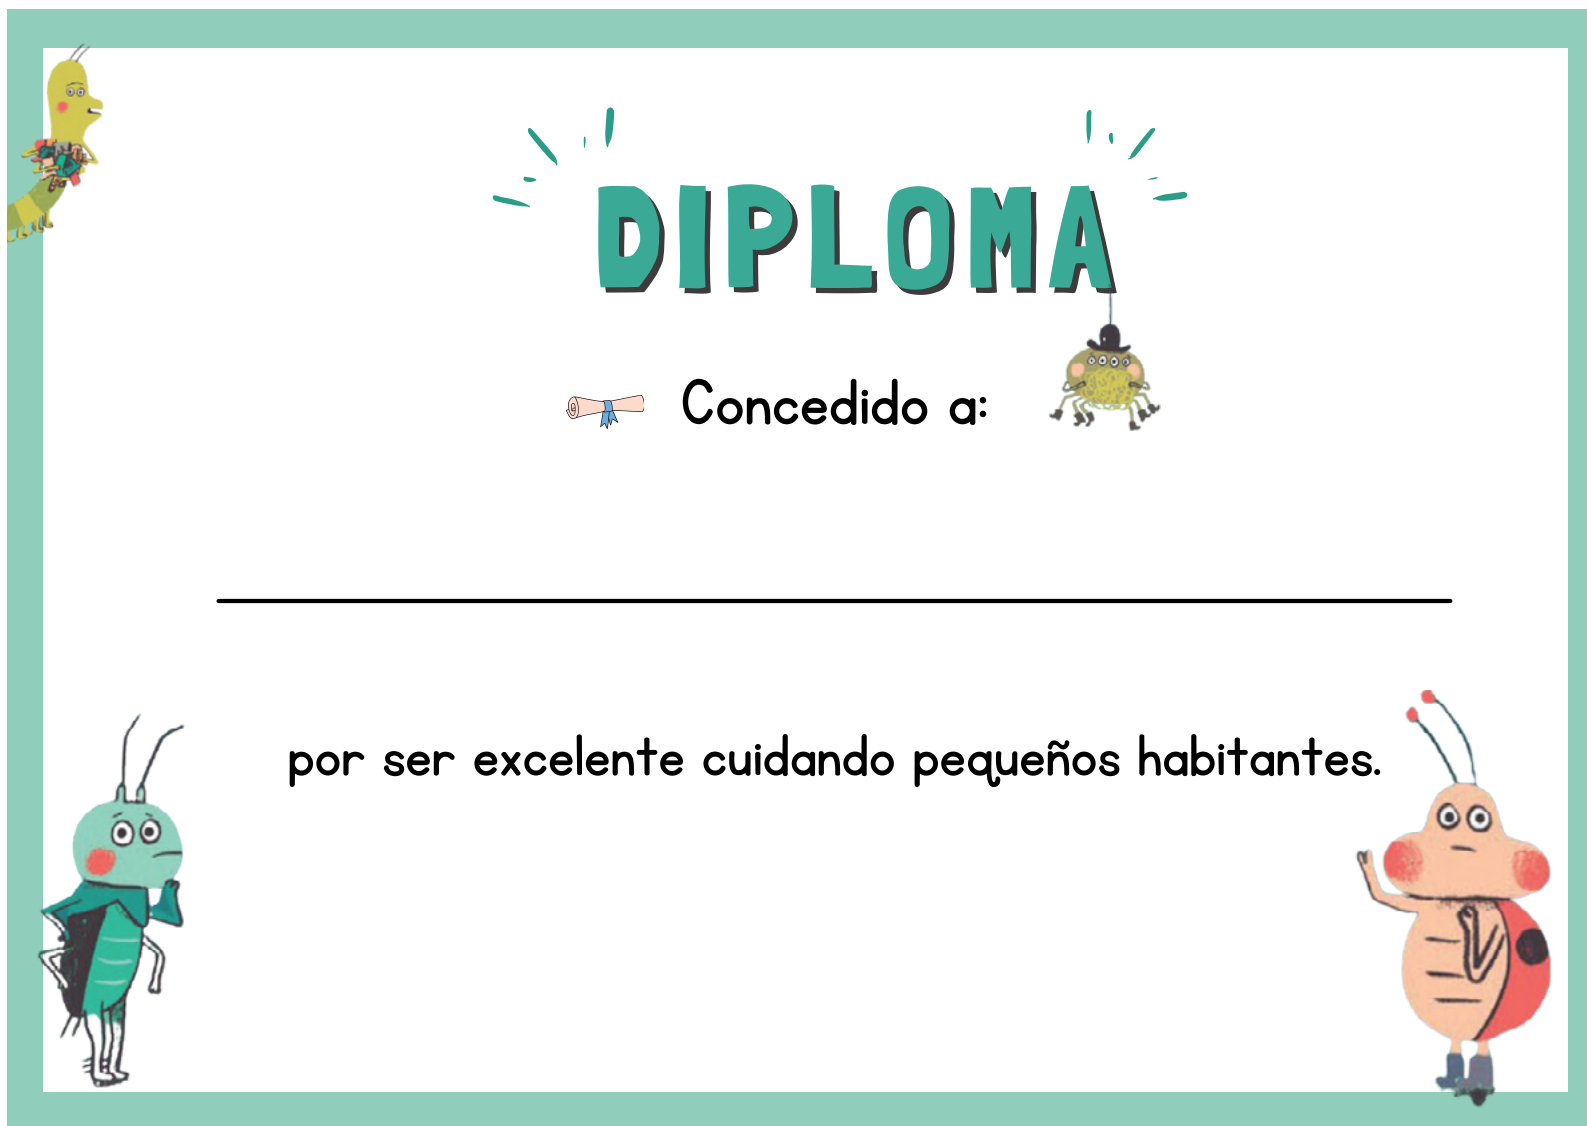 DIPLOMA
Concedido a:
por ser excelente cuidando pequeños habitantes.